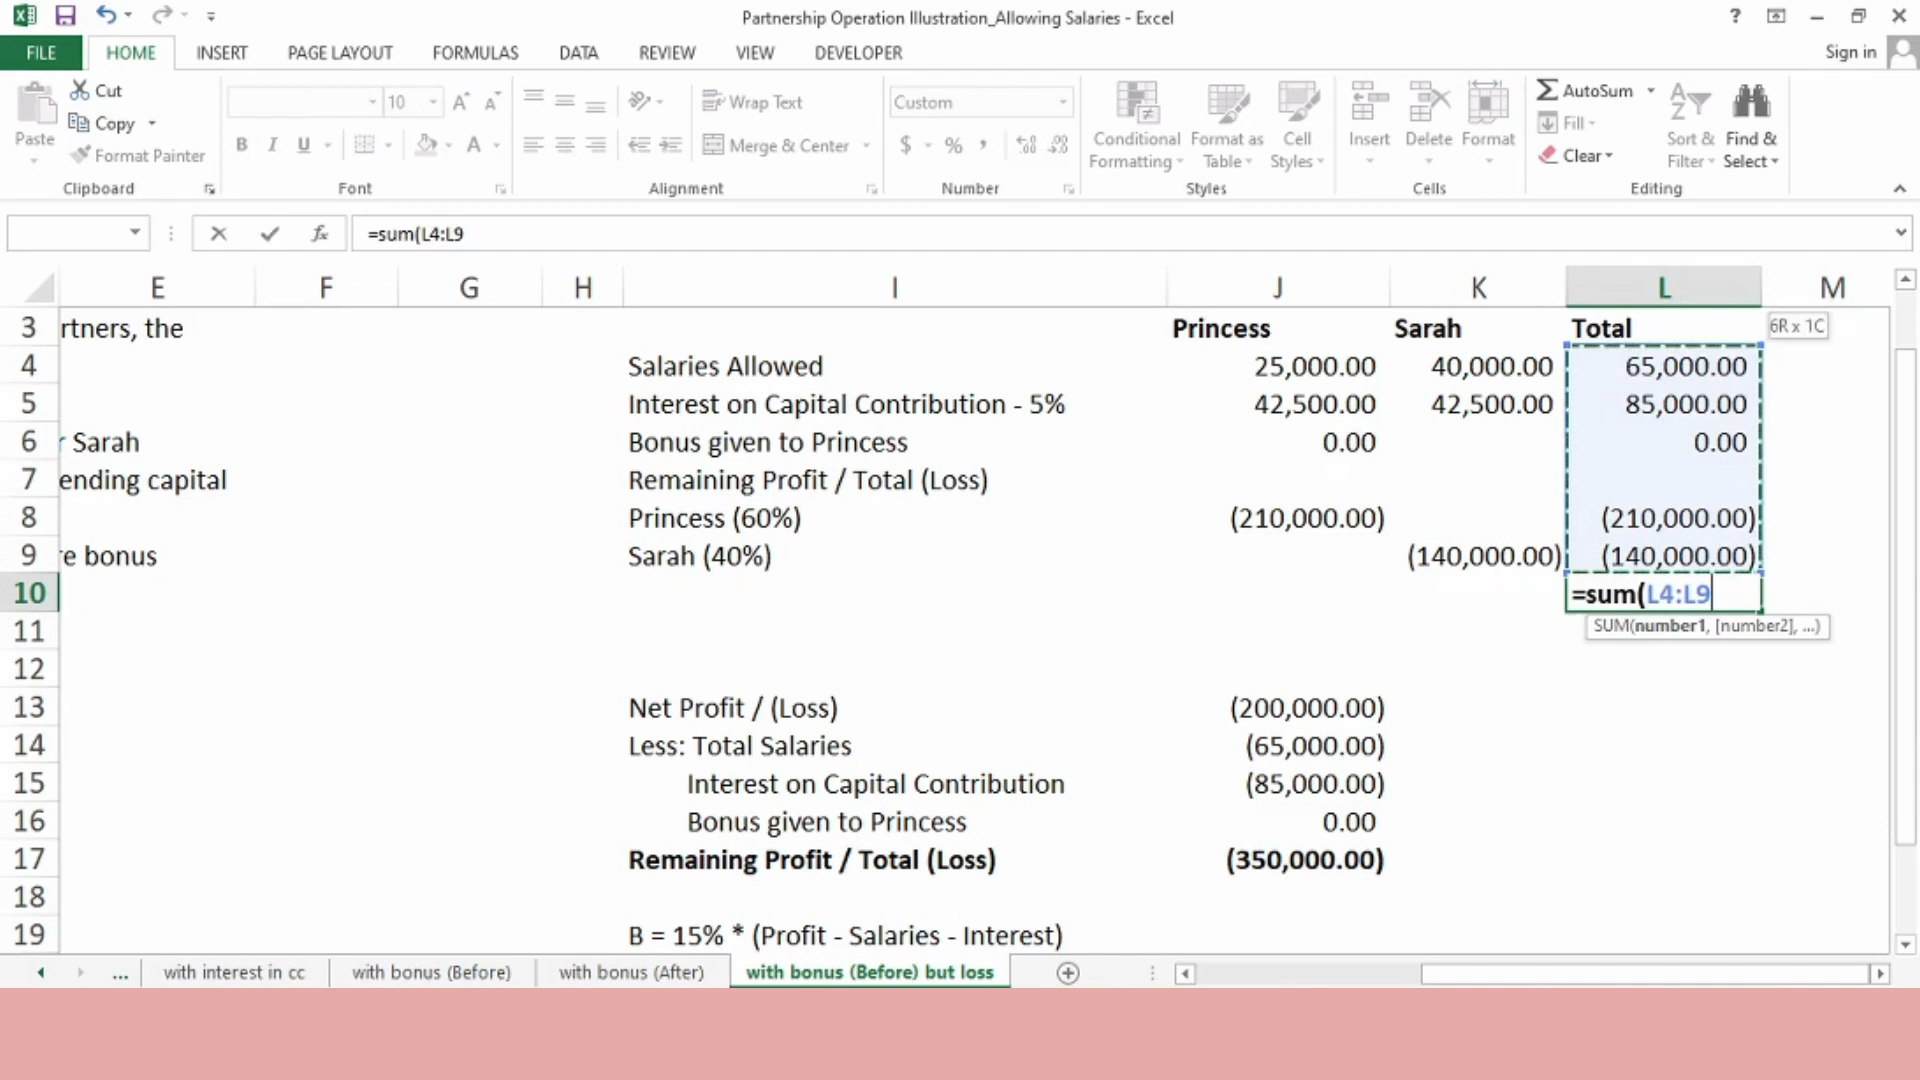 Partnership Operation Illustration_Allowing Salaries - Excel
?
FILE HOME INSERT PAGE LAYOUT FORMULAS DATA REVIEW VIEW DEVELOPER Sign in
Paste Cut Copy Format Painter
10
Wrap Text
Merge & Center
Custom
$ % ,
B I U A
Conditional Formatting Format as Table Cell Styles
Insert Delete Format
AutoSum Fill Clear
Sort & Filter Find & Select
Clipboard Font Alignment Number Styles Cells Editing
fx =sum(L4:L9
E F G H I J K L M
3 rtners, the Princess Sarah Total 6R x 1C
4 Salaries Allowed 25,000.00 40,000.00 65,000.00
5 Interest on Capital Contribution - 5% 42,500.00 42,500.00 85,000.00
6 r Sarah Bonus given to Princess 0.00 0.00
7 ending capital Remaining Profit / Total (Loss)
8 Princess (60%) (210,000.00) (210,000.00)
9 re bonus Sarah (40%) (140,000.00) (140,000.00)
10 =sum(L4:L9
11 SUM(number1, [number2], ...)
12
13 Net Profit / (Loss) (200,000.00)
14 Less: Total Salaries (65,000.00)
15 Interest on Capital Contribution (85,000.00)
16 Bonus given to Princess 0.00
17 Remaining Profit / Total (Loss) (350,000.00)
18
19 B = 15% * (Profit - Salaries - Interest)
... with interest in cc with bonus (Before) with bonus (After) with bonus (Before) but loss